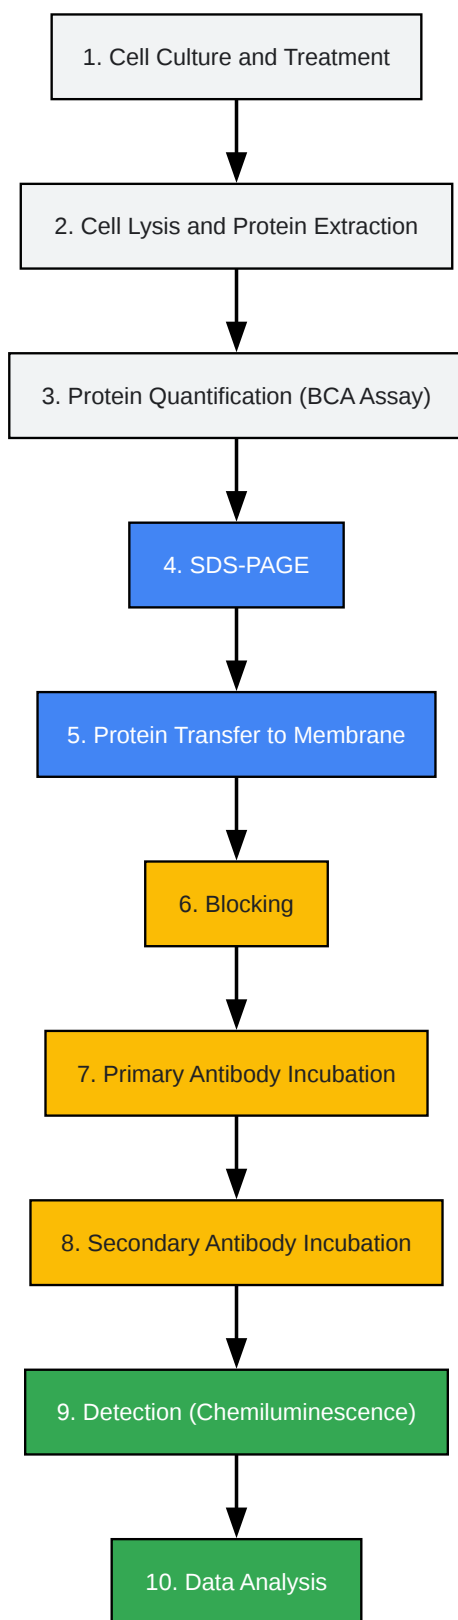 1. Cell Culture and Treatment
2. Cell Lysis and Protein Extraction
3. Protein Quantification (BCA Assay)
4. SDS-PAGE
5. Protein Transfer to Membrane
6. Blocking
7. Primary Antibody Incubation
8. Secondary Antibody Incubation
9. Detection (Chemiluminescence)
10. Data Analysis